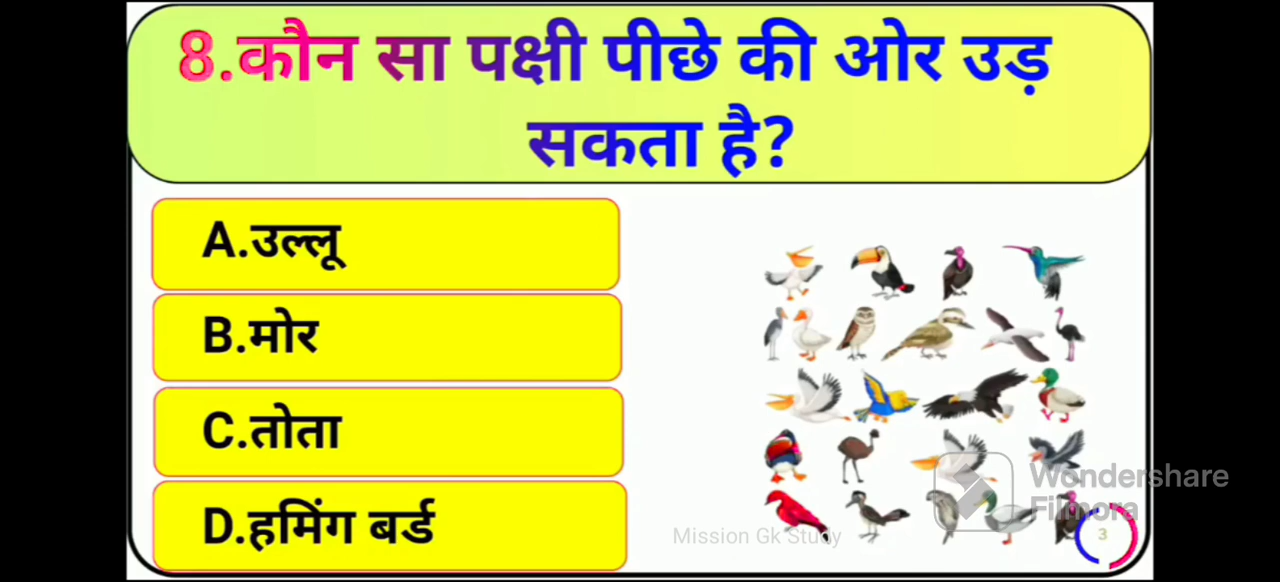 8.कौन सा पक्षी पीछे की ओर उड़
सकता है?
A.उल्लू
B.मोर
C.तोता
D.हमिंग बर्ड
Wondershare
Filmora
Mission Gk Study
3